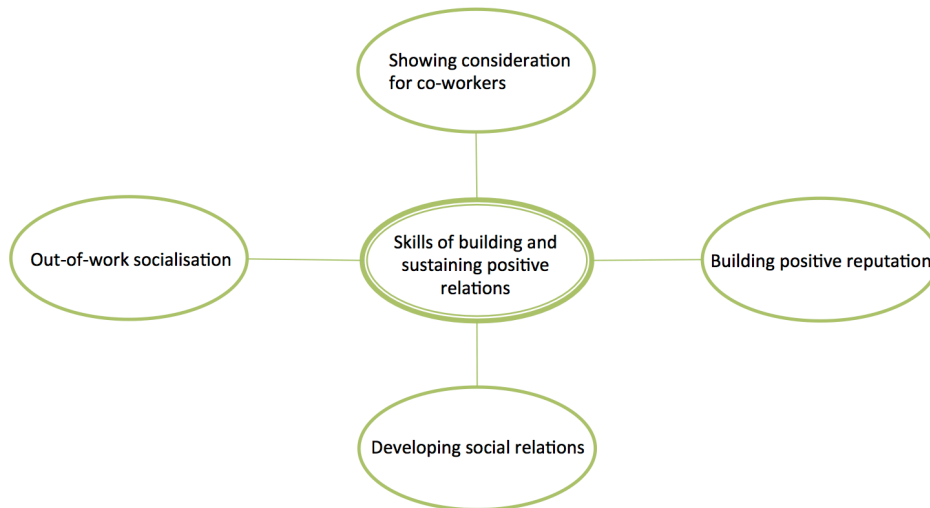 Showing consideration
for co-workers
Out-of-work socialisation
Skills of building and
sustaining positive
relations
Building positive reputation
Developing social relations